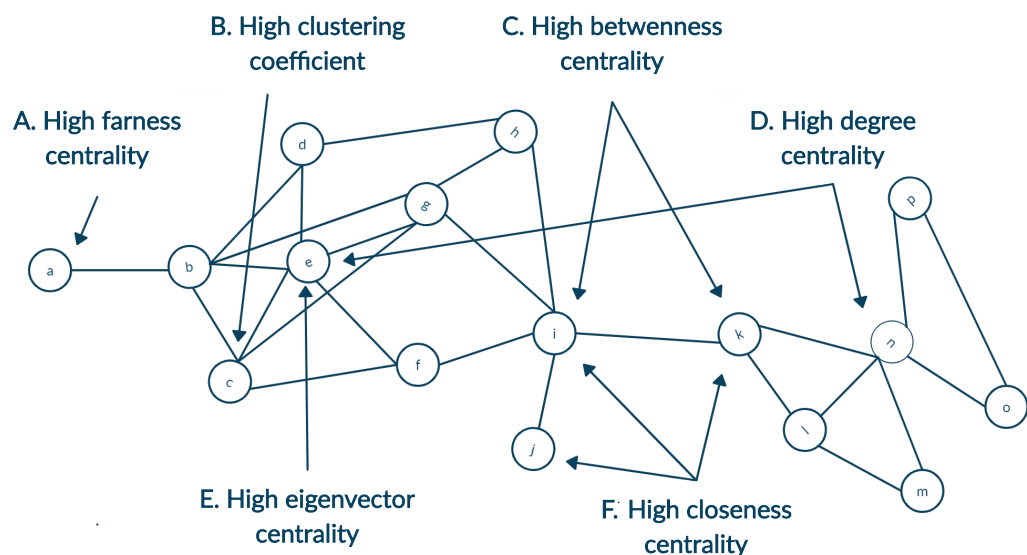 B. High clustering
coefficient
C. High betwenness
centrality
A. High farness
centrality
D. High degree
centrality
d
h
g
p
a
b
e
c
f
i
k
n
j
l
o
m
E. High eigenvector
centrality
F. High closeness
centrality